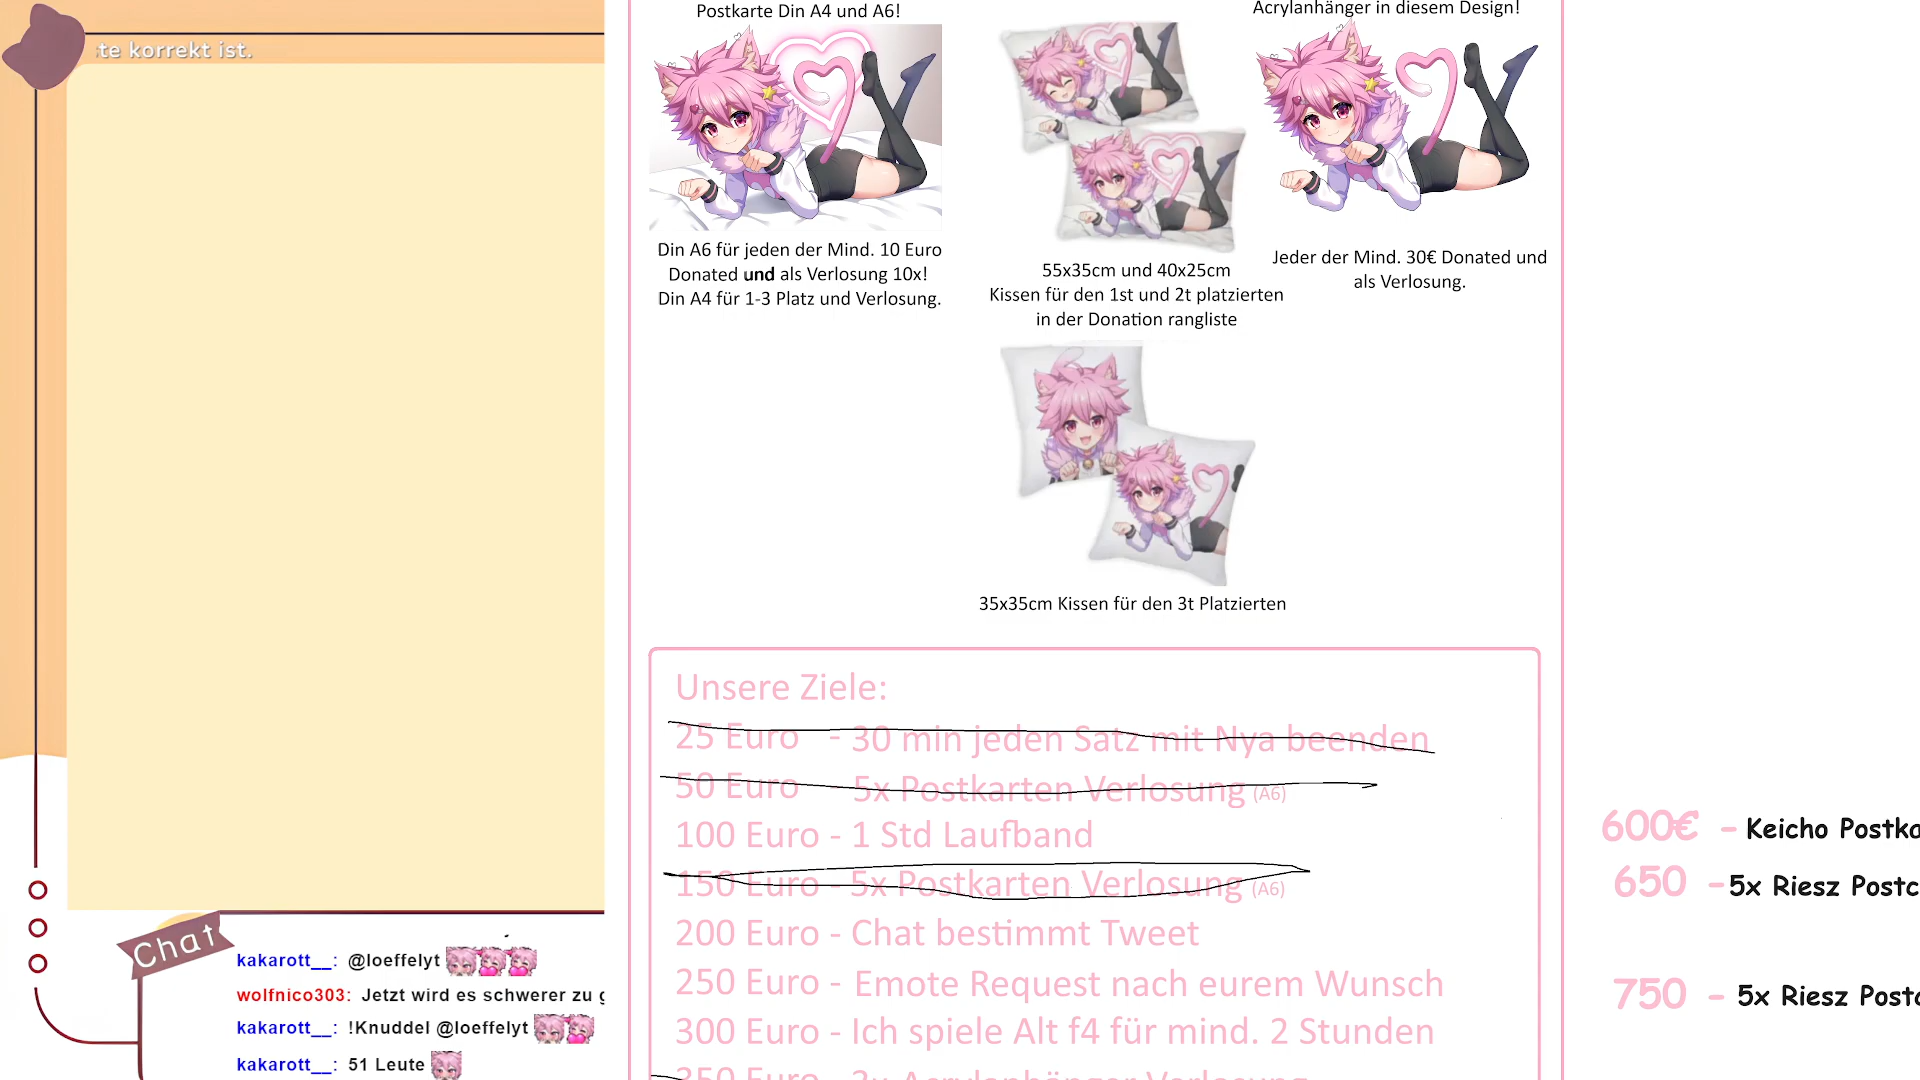 te korrekt ist.
Postkarte Din A4 und A6!
Din A6 für jeden der Mind. 10 Euro
Donated und als Verlosung 10x!
Din A4 für 1-3 Platz und Verlosung.
55x35cm und 40x25cm
Kissen für den 1st und 2t platzierten
in der Donation rangliste
Acrylanhänger in diesem Design!
Jeder der Mind. 30€ Donated und
als Verlosung.
35x35cm Kissen für den 3t Platzierten
Unsere Ziele:
25 Euro - 30 min jeden Satz mit Nya beenden
50 Euro 5x Postkarten Verlosung (A6)
100 Euro - 1 Std Laufband
150 Euro - 5x Postkarten Verlosung (A6)
200 Euro - Chat bestimmt Tweet
250 Euro - Emote Request nach eurem Wunsch
300 Euro - Ich spiele Alt f4 für mind. 2 Stunden
350 Euro - 2x Acrylanhänger Verlosung
600€ - Keicho Postka
650 - 5x Riesz Postc
750 - 5x Riesz Postc
Chat
kakarott__: @loeffelyt
wolfnico303: Jetzt wird es schwerer zu g
kakarott__: !Knuddel @loeffelyt
kakarott__: 51 Leute